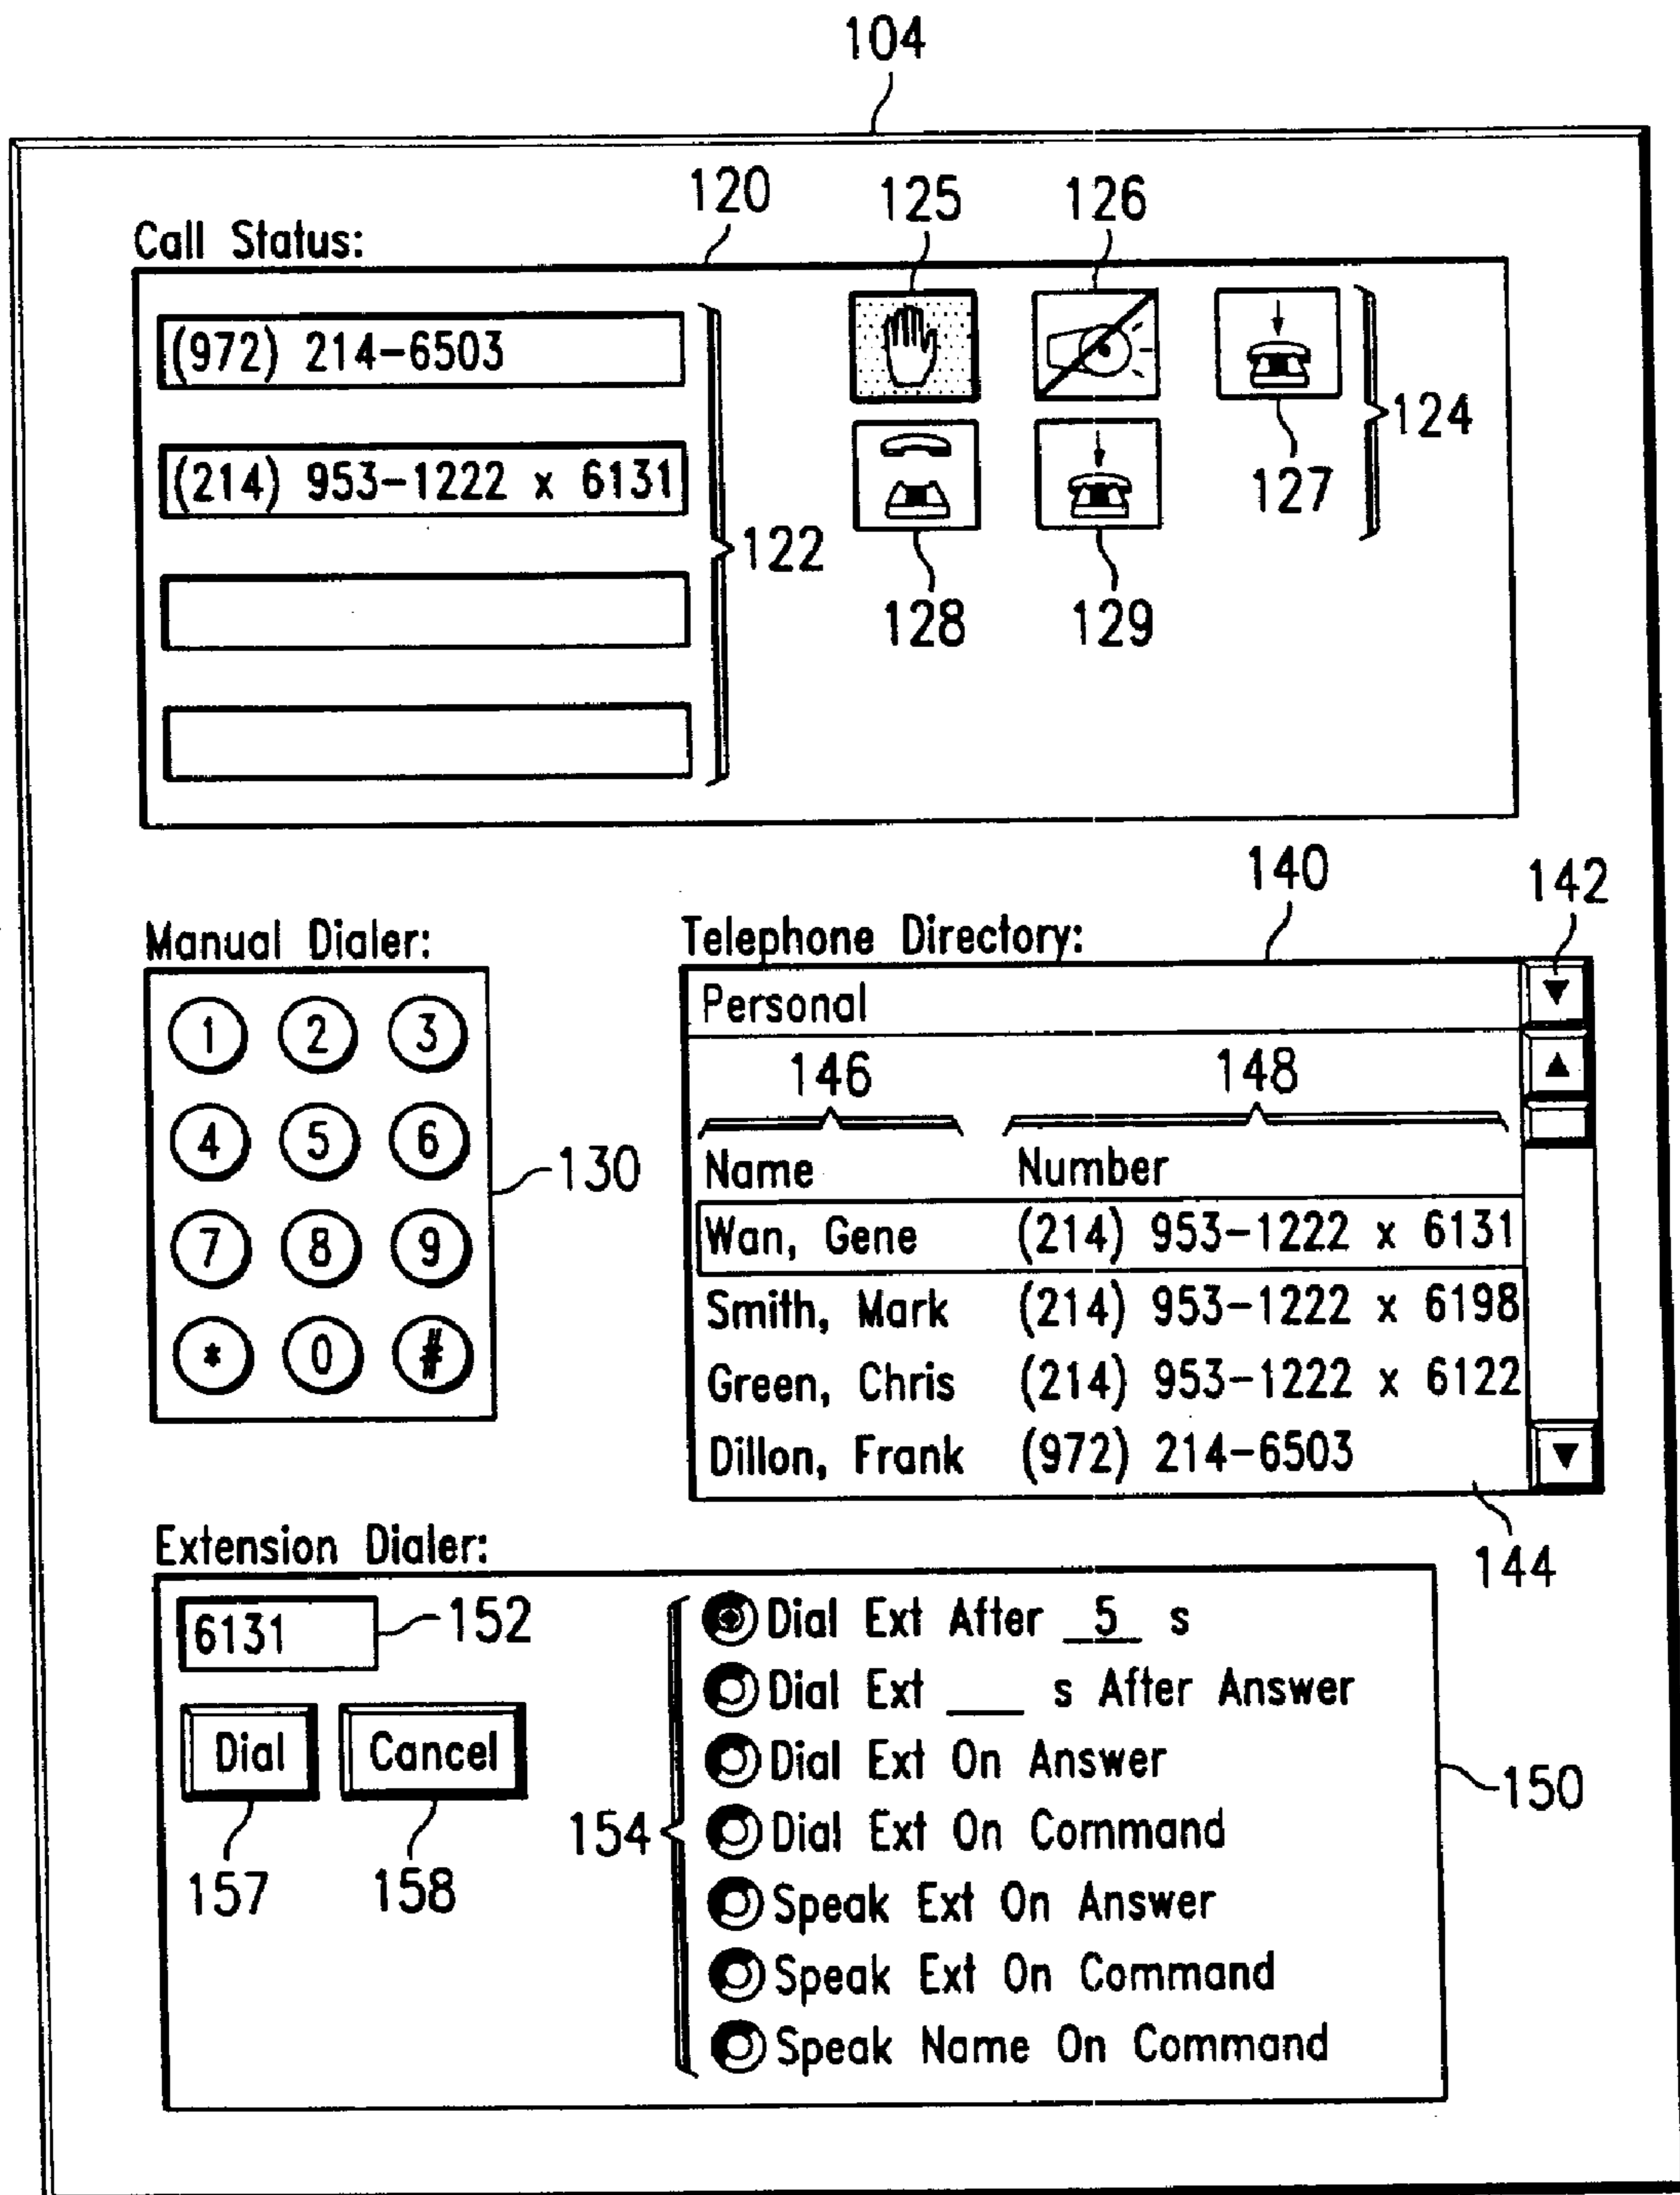 104
120 125 126
Call Status:
(972) 214-6503
124
(214) 953-1222 x 6131
127
122
128 129
140
142
Manual Dialer:
Telephone Directory:
Personal
1 2 3
146 148
4 5 6
130
Name Number
7 8 9
Wan, Gene (214) 953-1222 x 6131
Smith, Mark (214) 953-1222 x 6198
* 0 #
Green, Chris (214) 953-1222 x 6122
Dillon, Frank (972) 214-6503
144
Extension Dialer:
6131
152
Dial Ext After 5 s
Dial Ext ___ s After Answer
Dial Cancel
Dial Ext On Answer
150
154
Dial Ext On Command
157 158
Speak Ext On Answer
Speak Ext On Command
Speak Name On Command